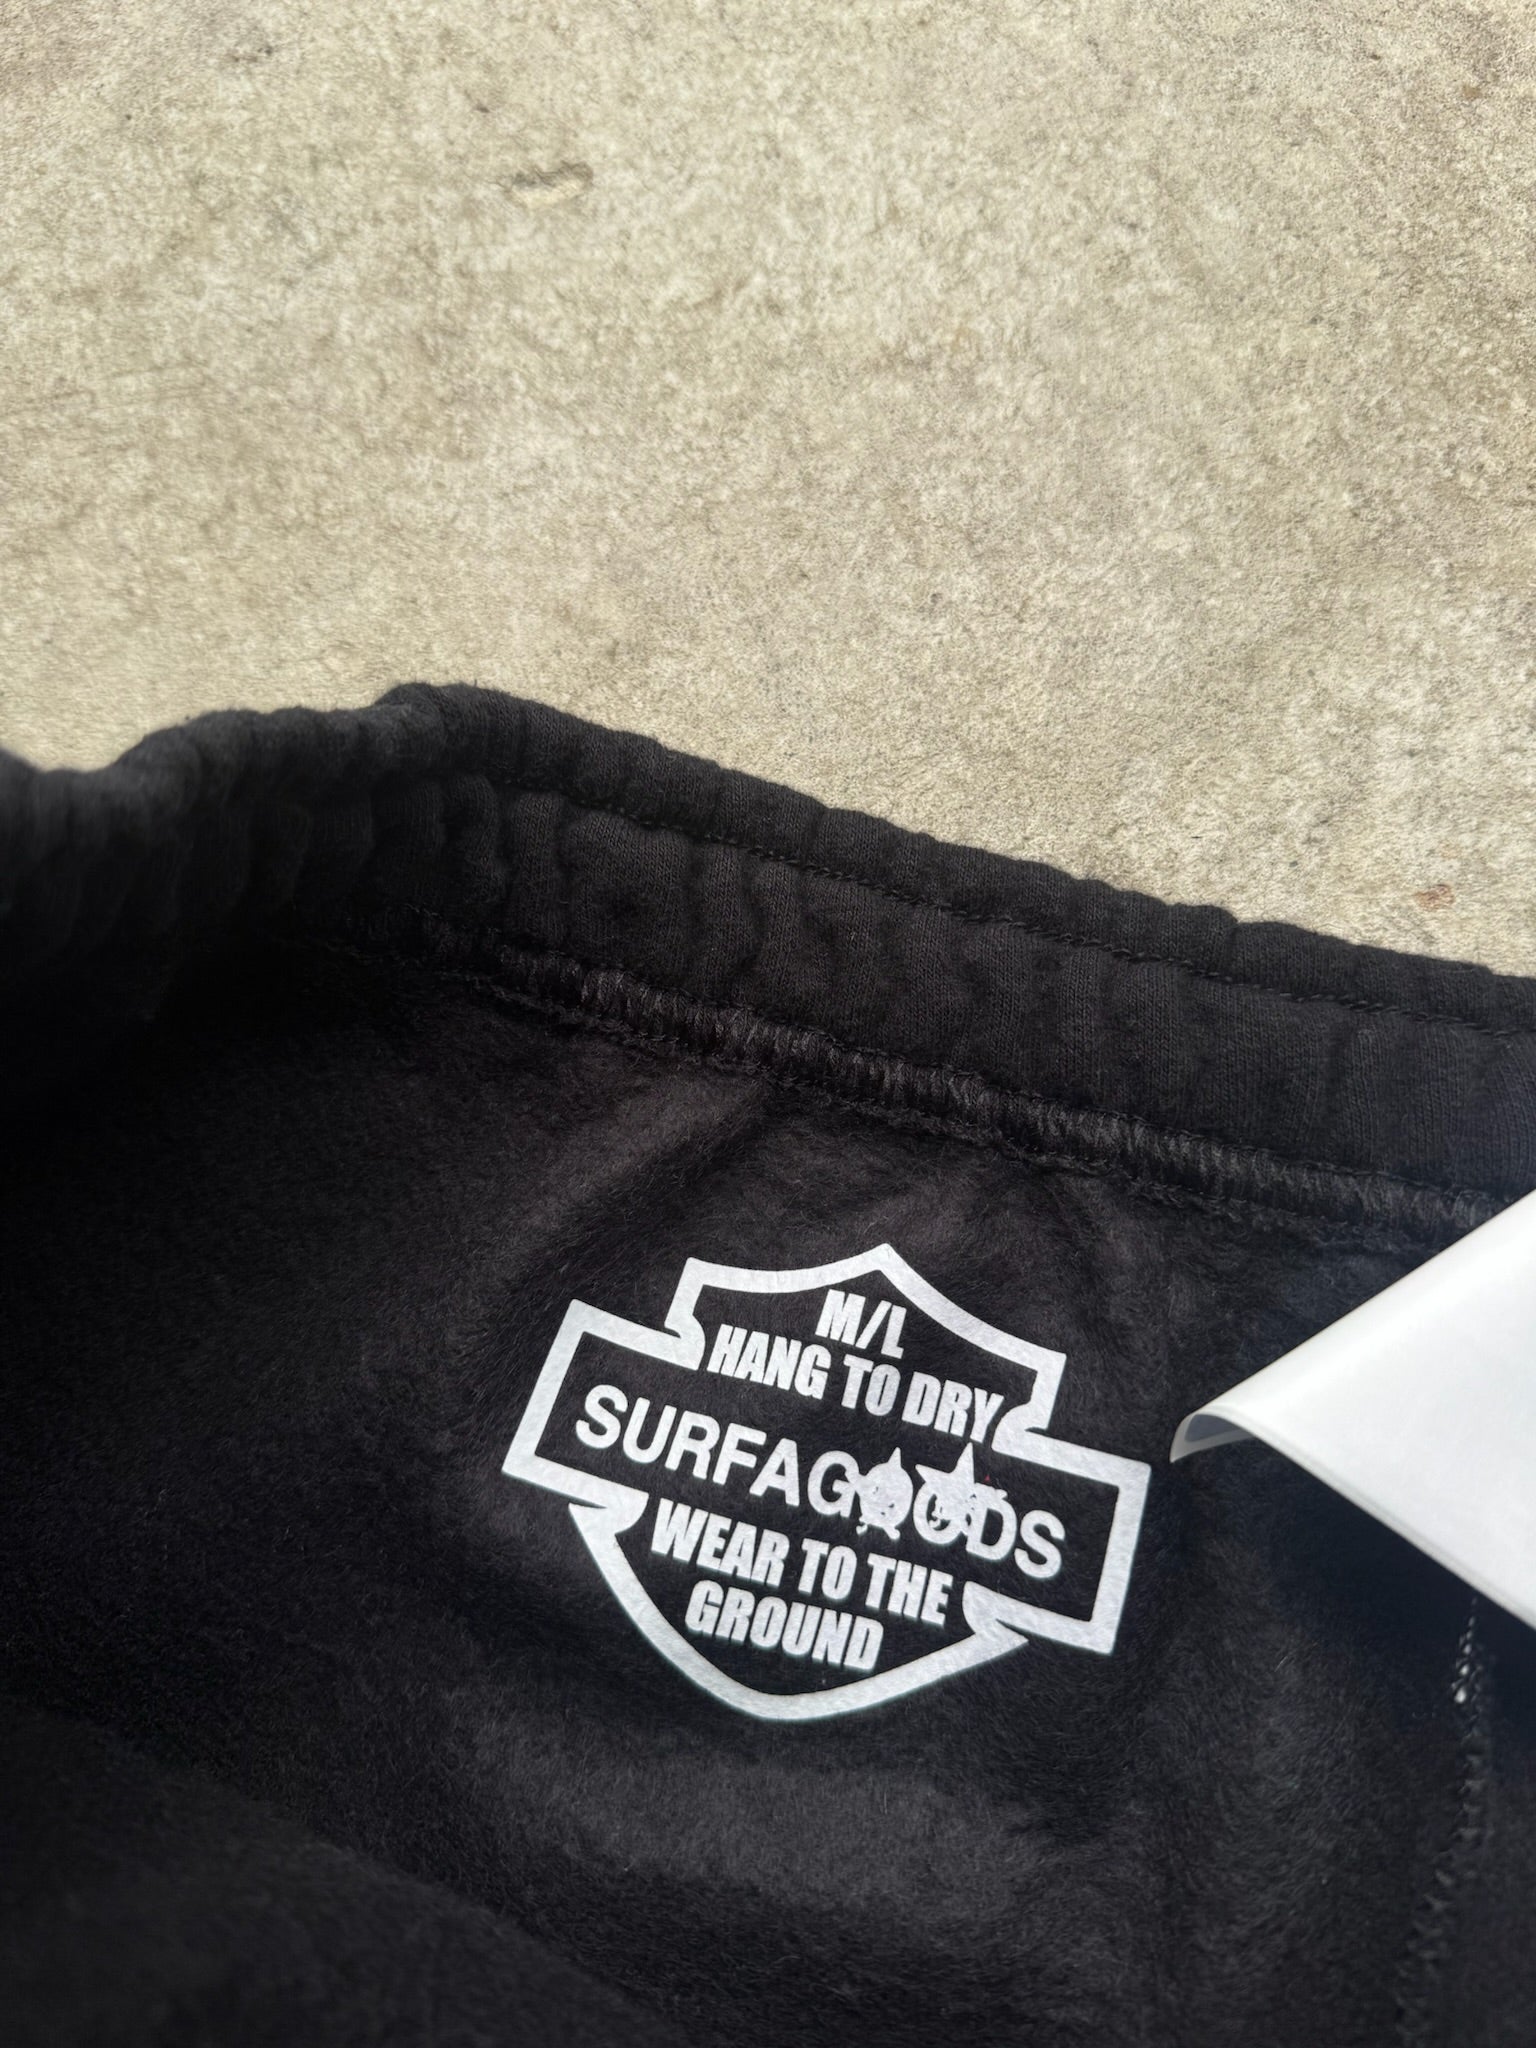 M/L
HANG TO DRY
SURFAGOODS
WEAR TO THE
GROUND